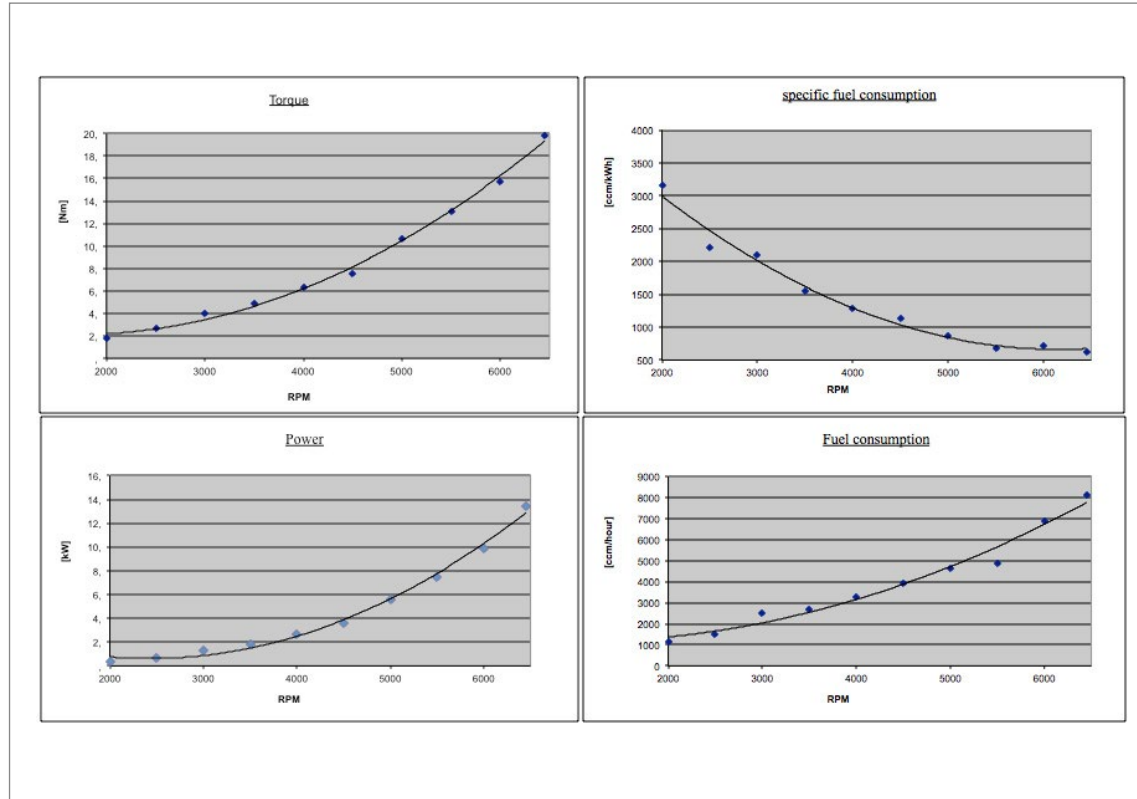 Torque
20,
18,
16,
14,
12,
10,
8,
6,
4,
2,
,
[Nm]
2000 3000 4000 5000 6000
RPM
specific fuel consumption
4000
3500
3000
2500
2000
1500
1000
500
[ccm/kWh]
2000 3000 4000 5000 6000
RPM
Power
16,
14,
12,
10,
8,
6,
4,
2,
,
[kW]
2000 3000 4000 5000 6000
RPM
Fuel consumption
9000
8000
7000
6000
5000
4000
3000
2000
1000
0
[ccm/hour]
2000 3000 4000 5000 6000
RPM